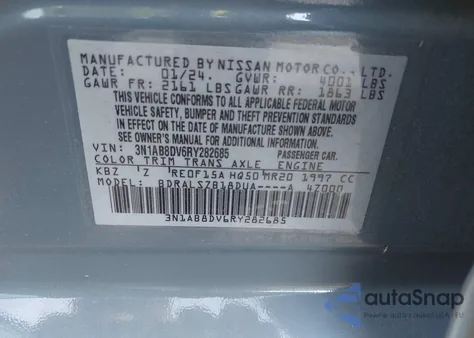 MANUFACTURED BY NISSAN MOTOR CO., LTD.
DATE: 01/24. GVWR: 4001 LBS
GAWR FR: 2161 LBS GAWR RR: 1863 LBS
THIS VEHICLE CONFORMS TO ALL APPLICABLE FEDERAL MOTOR
VEHICLE SAFETY, BUMPER AND THEFT PREVENTION STANDARDS
IN EFFECT ON THE DATE OF MANUFACTURE SHOWN ABOVE.
SEE OWNER'S MANUAL FOR ADDITIONAL INFORMATION
VIN: 3N1AB8DV6RY282685 PASSENGER CAR.
COLOR TRIM TRANS AXLE ENGINE
KBZ 'Z RE0F15A HQ50 MR20 1997 CC
MODEL: BDRALSZB18DUA----A 4Z000
3N1AB8DV6RY282685
autoSnap